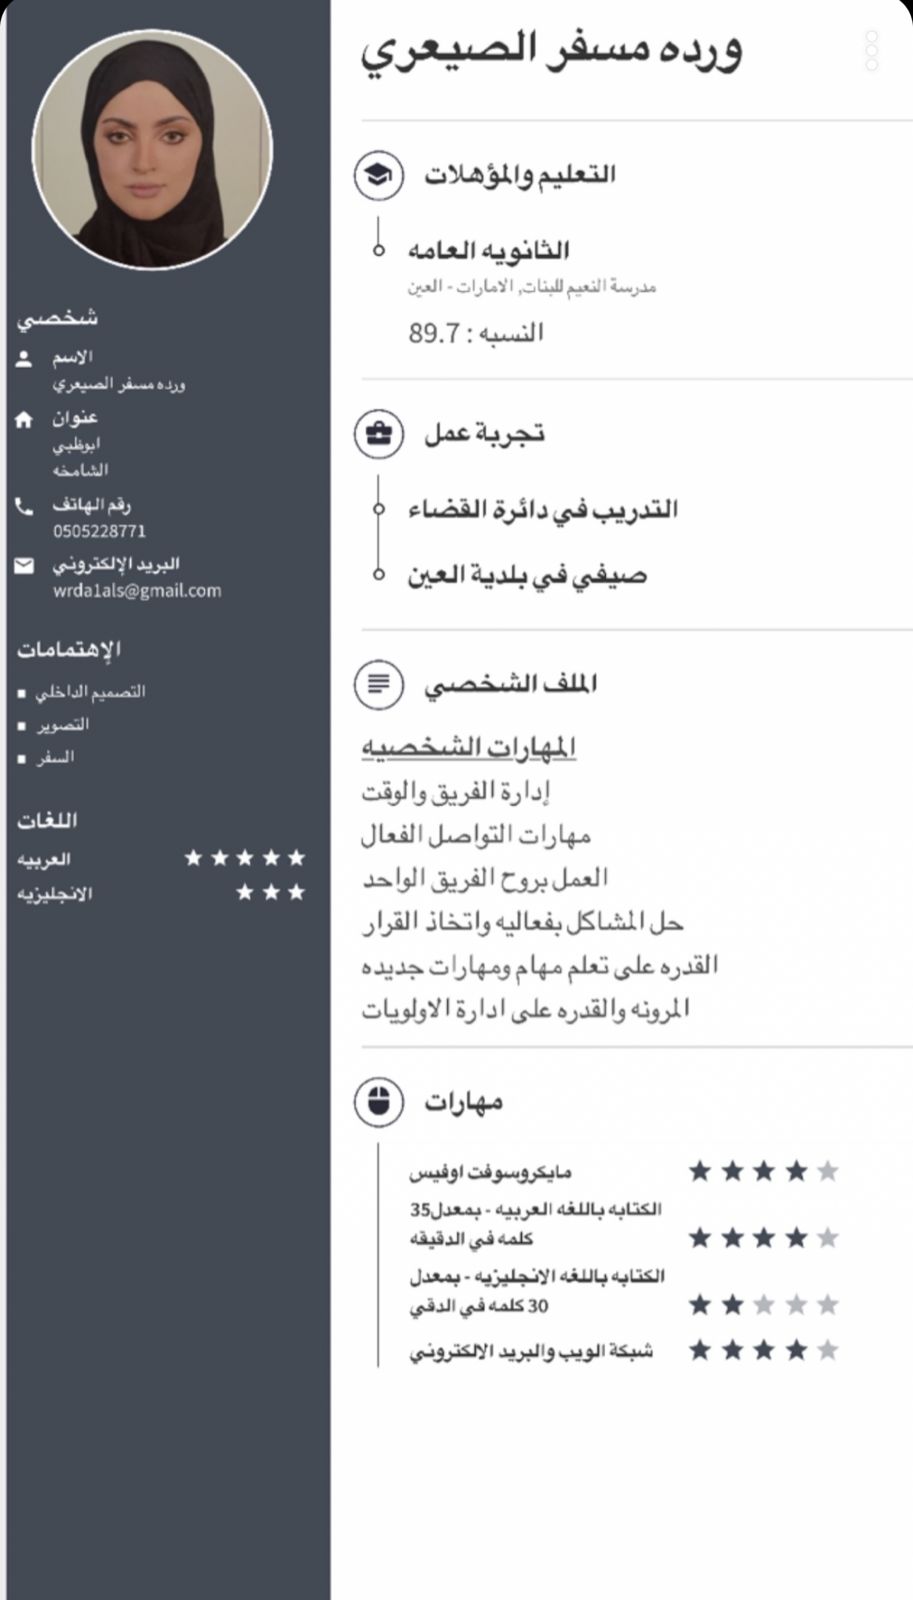 ورده مسفر الصيعري
التعليم والمؤهلات
الثانويه العامه
مدرسة النعيم للبنات, الامارات - العين
النسبه : 89.7
تجربة عمل
التدريب في دائرة القضاء
صيفي في بلدية العين
الملف الشخصي
المهارات الشخصيه
إدارة الفريق والوقت
مهارات التواصل الفعال
العمل بروح الفريق الواحد
حل المشاكل بفعاليه واتخاذ القرار
القدره على تعلم مهام ومهارات جديده
المرونه والقدره على ادارة الاولويات
مهارات
مايكروسوفت اوفيس
الكتابه باللغه العربيه - بمعدل35
كلمه في الدقيقه
الكتابه باللغه الانجليزيه - بمعدل
30 كلمه في الدقي
شبكة الويب والبريد الالكتروني
شخصي
الاسم
ورده مسفر الصيعري
عنوان
ابوظبي
الشامخه
رقم الهاتف
0505228771
البريد الإلكتروني
wrda1als@gmail.com
الإهتمامات
التصميم الداخلي
التصوير
السفر
اللغات
العربيه
الانجليزيه